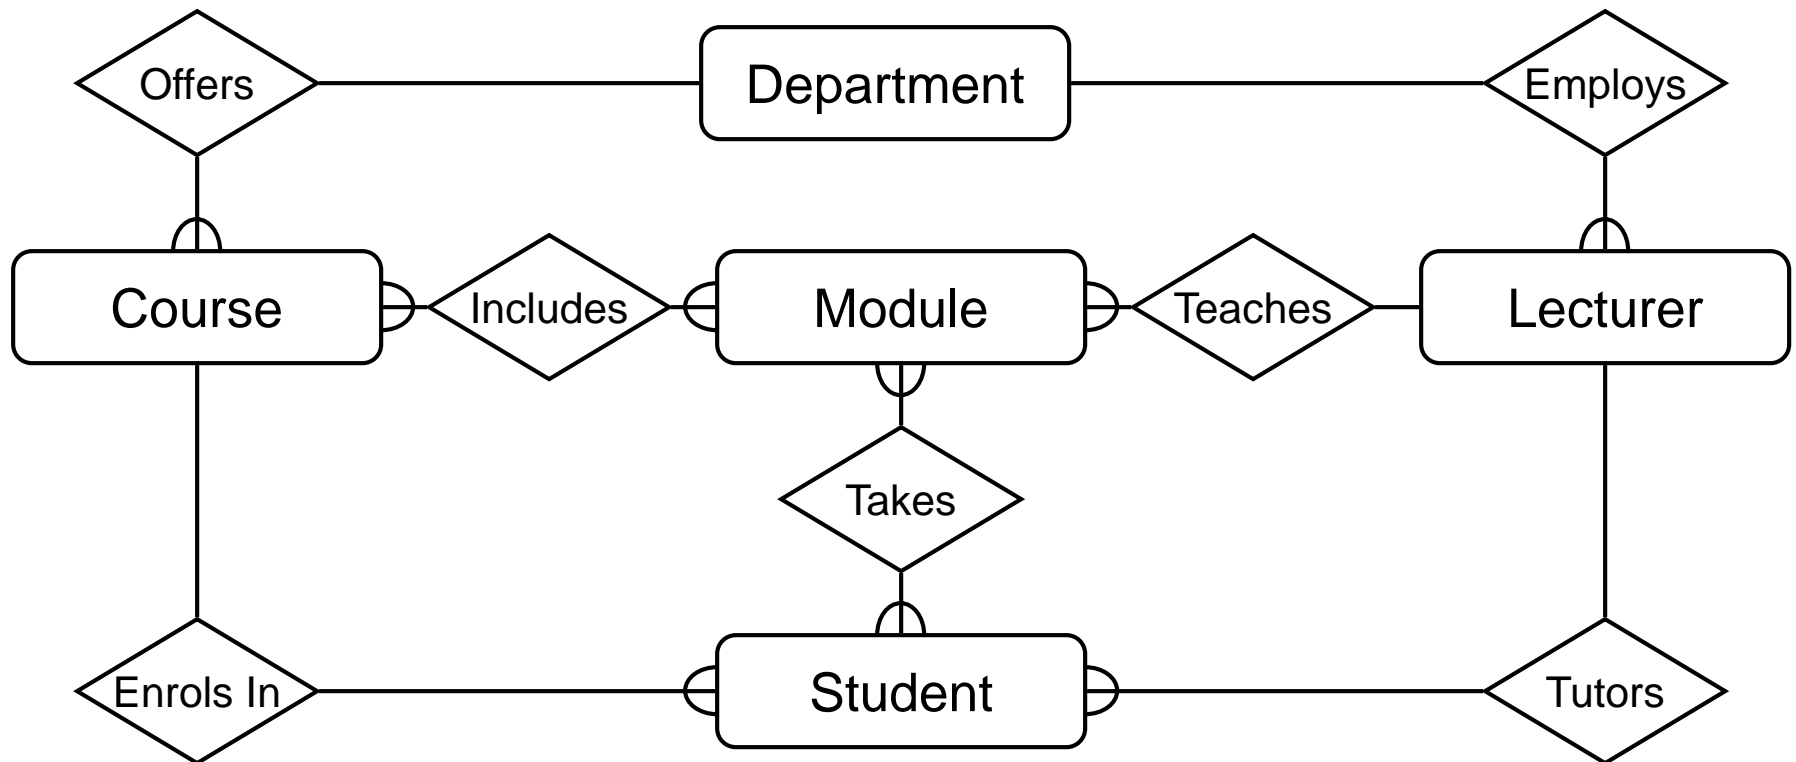 Offers
Department
Employs
Course
Includes
Module
Teaches
Lecturer
Takes
Enrols In
Student
Tutors